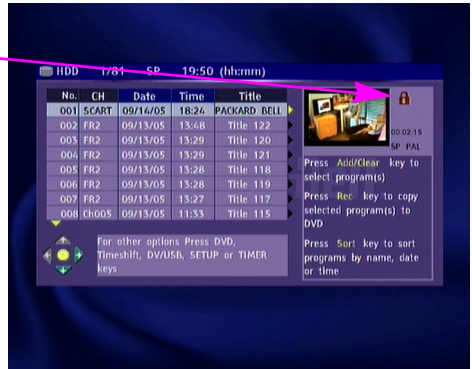 HDD 1/81 SP 19:50 (hh:mm)
No. CH Date Time Title
001 SCART 09/14/05 18:24 PACKARD BELL
002 FR2 09/13/05 13:48 Title 122
003 FR2 09/13/05 13:29 Title 120
004 FR2 09/13/05 13:29 Title 121
005 FR2 09/13/05 13:28 Title 118
006 FR2 09/13/05 13:28 Title 119
007 FR2 09/13/05 13:27 Title 117
008 Ch005 09/13/05 11:33 Title 115
00:02:15
SP PAL
Press Add/Clear key to
select program(s)
Press Rec key to copy
selected program(s) to
DVD
Press Sort key to sort
programs by name, date
or time
For other options Press DVD,
Timeshift, DV/USB, SETUP or TIMER
keys